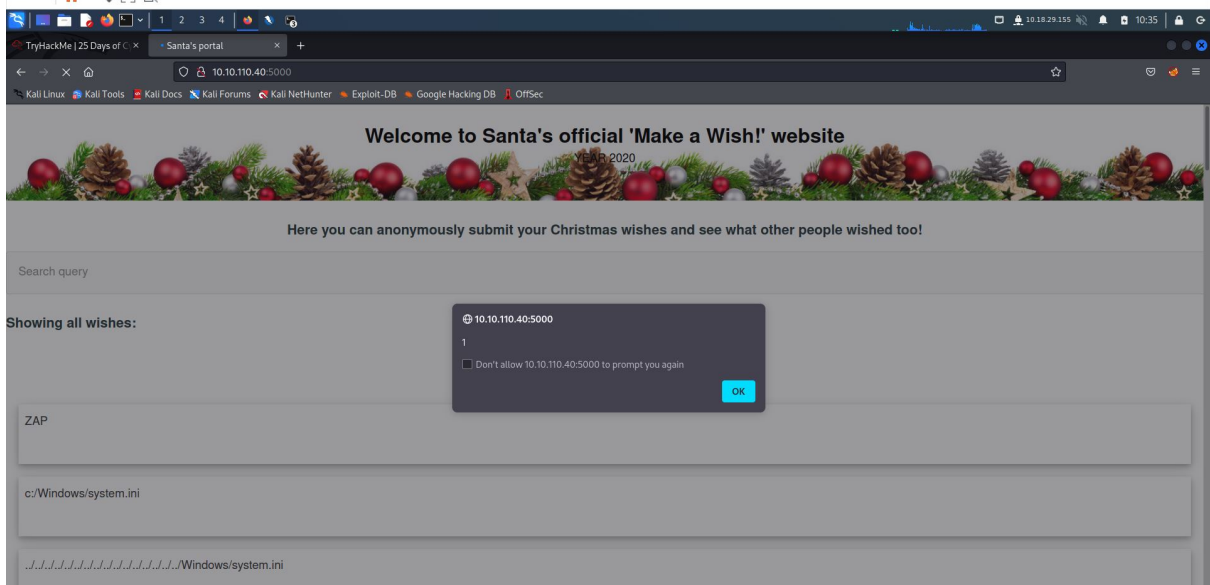 1 2 3 4 10.18.29.155 10:35
TryHackMe | 25 Days of C Santa's portal
10.10.110.40:5000
Kali Linux Kali Tools Kali Docs Kali Forums Kali NetHunter Exploit-DB Google Hacking DB OffSec
Welcome to Santa's official 'Make a Wish!' website
YEAR 2020
Here you can anonymously submit your Christmas wishes and see what other people wished too!
Search query
Showing all wishes:
10.10.110.40:5000
1
Don't allow 10.10.110.40:5000 to prompt you again
OK
ZAP
c:/Windows/system.ini
../../../../../../../../../../../../../../../../Windows/system.ini